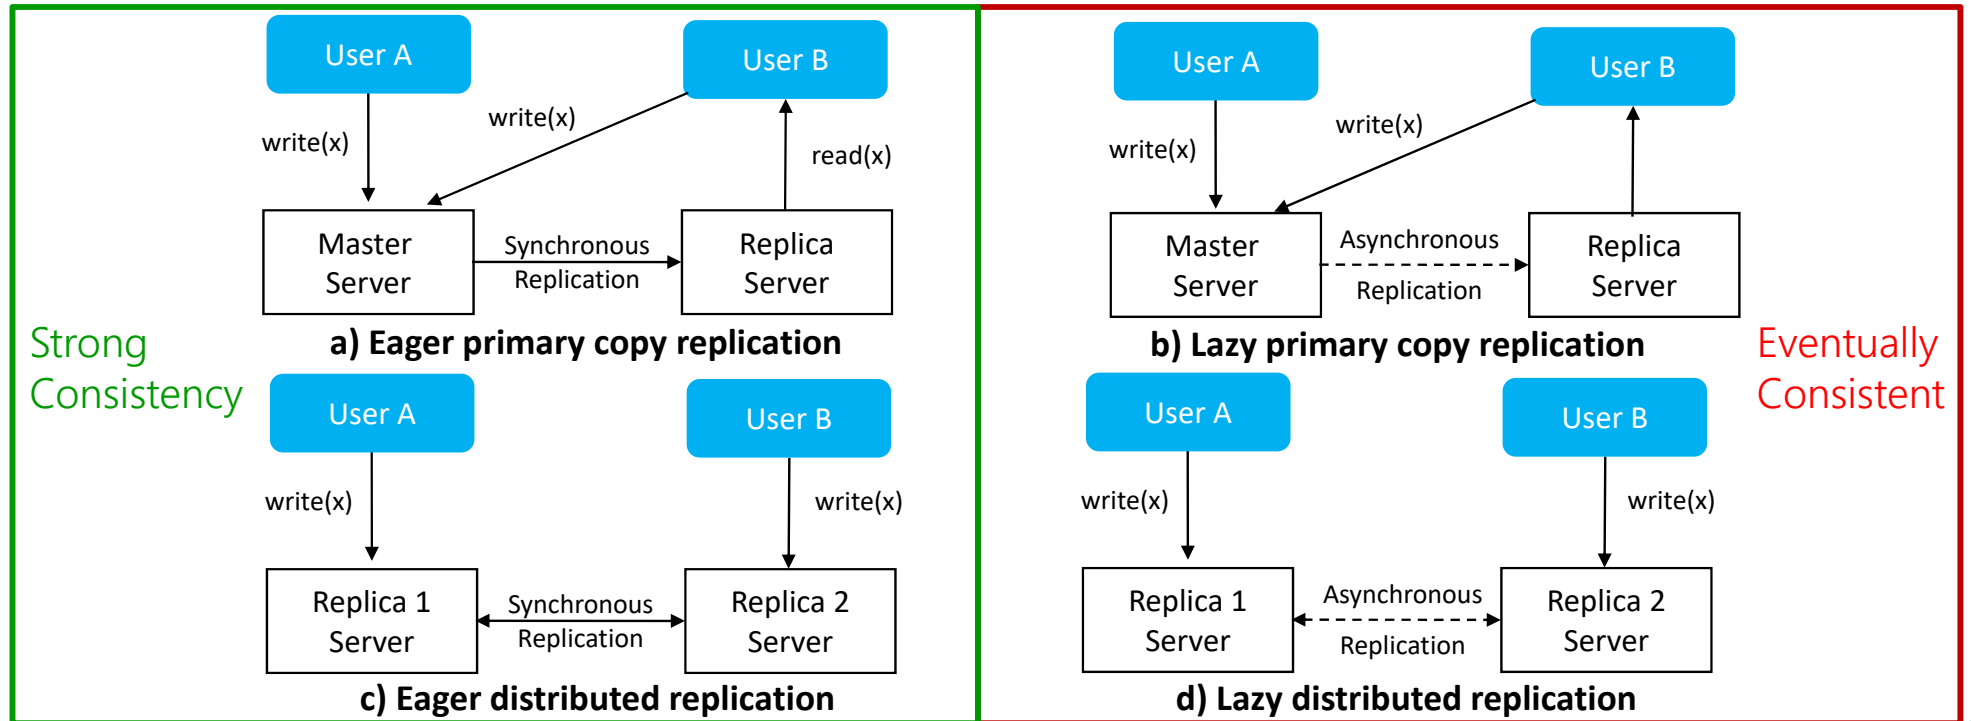 User A
User B
write(x)
write(x)
read(x)
Master
Server
Synchronous
Replication
Replica
Server
a) Eager primary copy replication
User A
User B
write(x)
write(x)
Master
Server
Asynchronous
Replication
Replica
Server
b) Lazy primary copy replication
Strong
Consistency
Eventually
Consistent
User A
User B
write(x)
write(x)
Replica 1
Server
Synchronous
Replication
Replica 2
Server
c) Eager distributed replication
User A
User B
write(x)
write(x)
Replica 1
Server
Asynchronous
Replication
Replica 2
Server
d) Lazy distributed replication